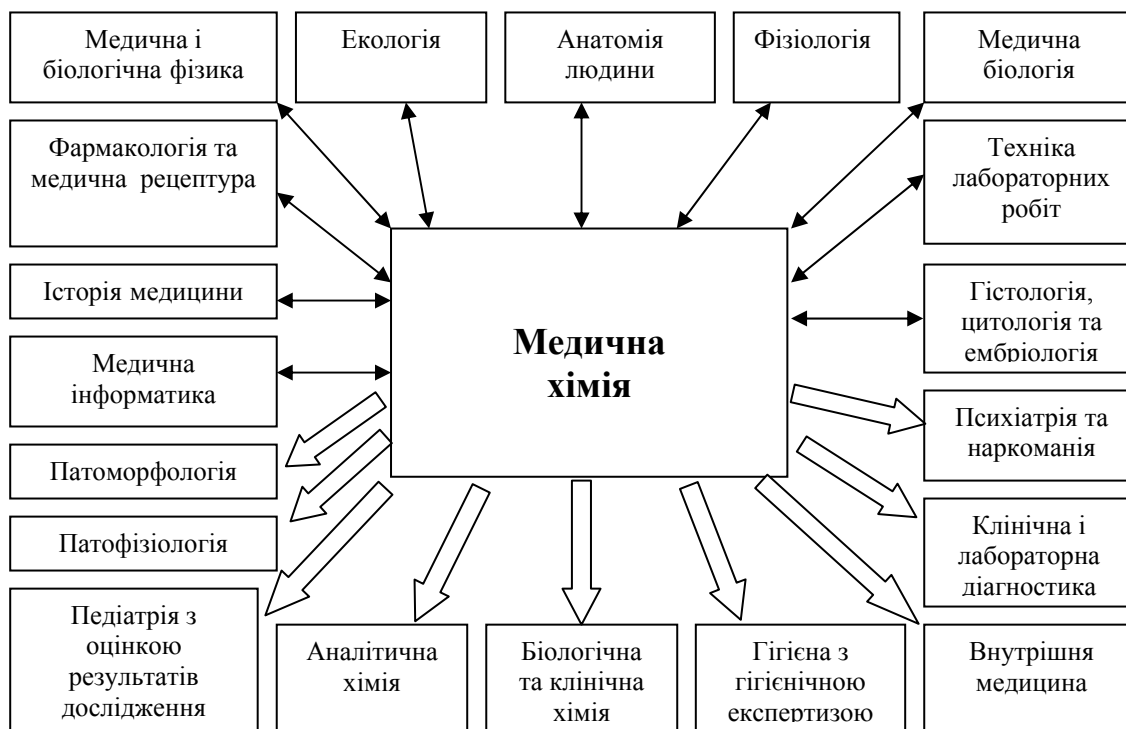 Медична і
біологічна фізика
Екологія
Анатомія
людини
Фізіологія
Медична
біологія
Фармакологія та
медична рецептура
Техніка
лабораторних
робіт
Історія медицини
Медична
хімія
Гістологія,
цитологія та
ембріологія
Медична
інформатика
Психіатрія та
наркоманія
Патоморфологія
Патофізіологія
Клінічна і
лабораторна
діагностика
Педіатрія з
оцінкою
результатів
дослідження
Аналітична
хімія
Біологічна
та клінічна
хімія
Гігієна з
гігієнічною
експертизою
Внутрішня
медицина